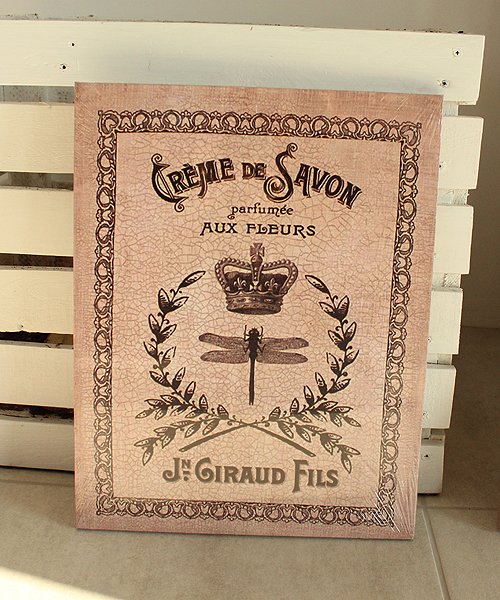 CRÈME DE SAVON
parfumée
AUX FLEURS
JN. GIRAUD FILS